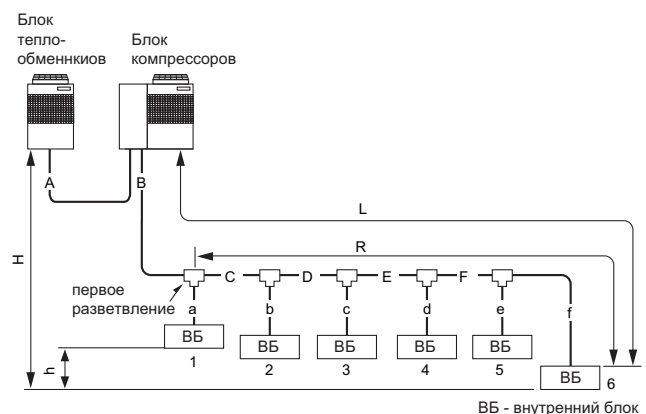 Блок
тепло-
обменнкиов
Блок
компрессоров
A
B
L
H
R
C
D
E
F
первое
разветвление
a
b
c
d
e
f
ВБ
ВБ
ВБ
ВБ
ВБ
ВБ
1
2
3
4
5
6
h
ВБ - внутренний блок